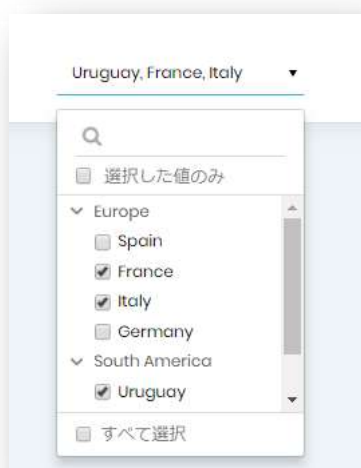 Uruguay, France, Italy
選択した値のみ
Europe
Spain
France
Italy
Germany
South America
Uruguay
すべて選択